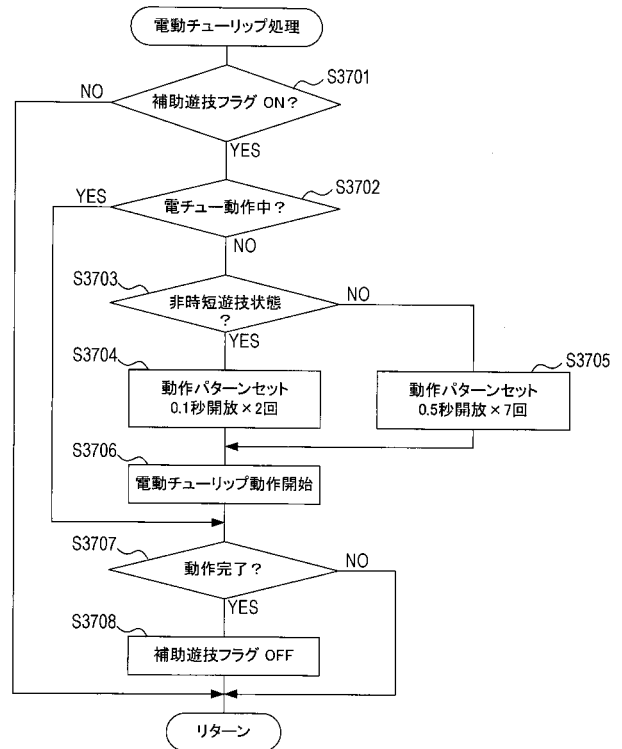 電動チューリップ処理
S3701
NO
補助遊技フラグ ON?
YES
S3702
YES
電チュー動作中?
NO
S3703
非時短遊技状態
?
NO
YES
S3704
動作パターンセット
0.1秒開放×2回
S3705
動作パターンセット
0.5秒開放×7回
S3706
電動チューリップ動作開始
S3707
動作完了?
NO
YES
S3708
補助遊技フラグ OFF
リターン